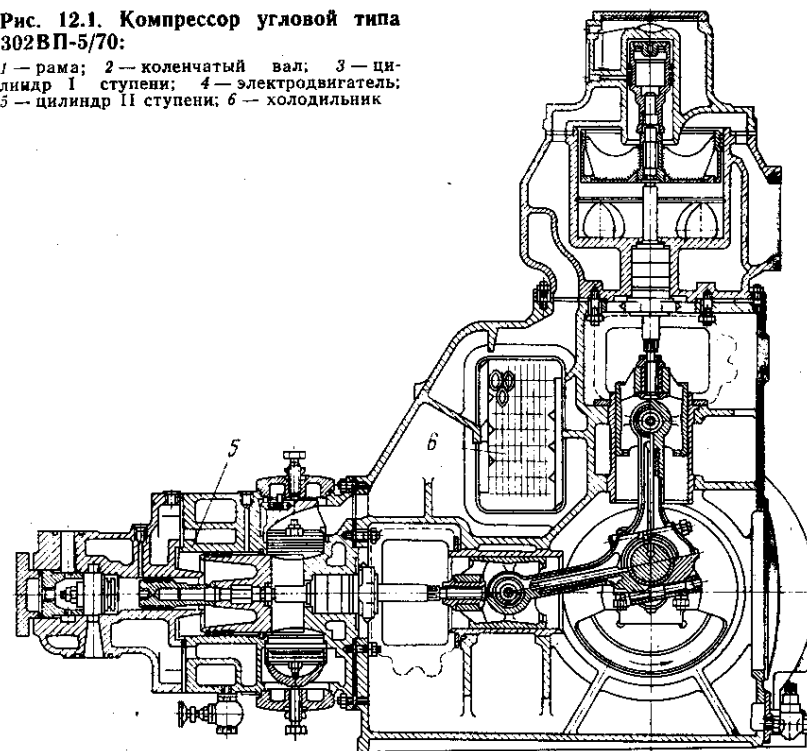 Рис. 12.1. Компрессор угловой типа
302ВП-5/70:
1 — рама; 2 — коленчатый вал; 3 — ци-
линдр I ступени; 4 — электродвигатель;
5 — цилиндр II ступени; 6 — холодильник
6
5